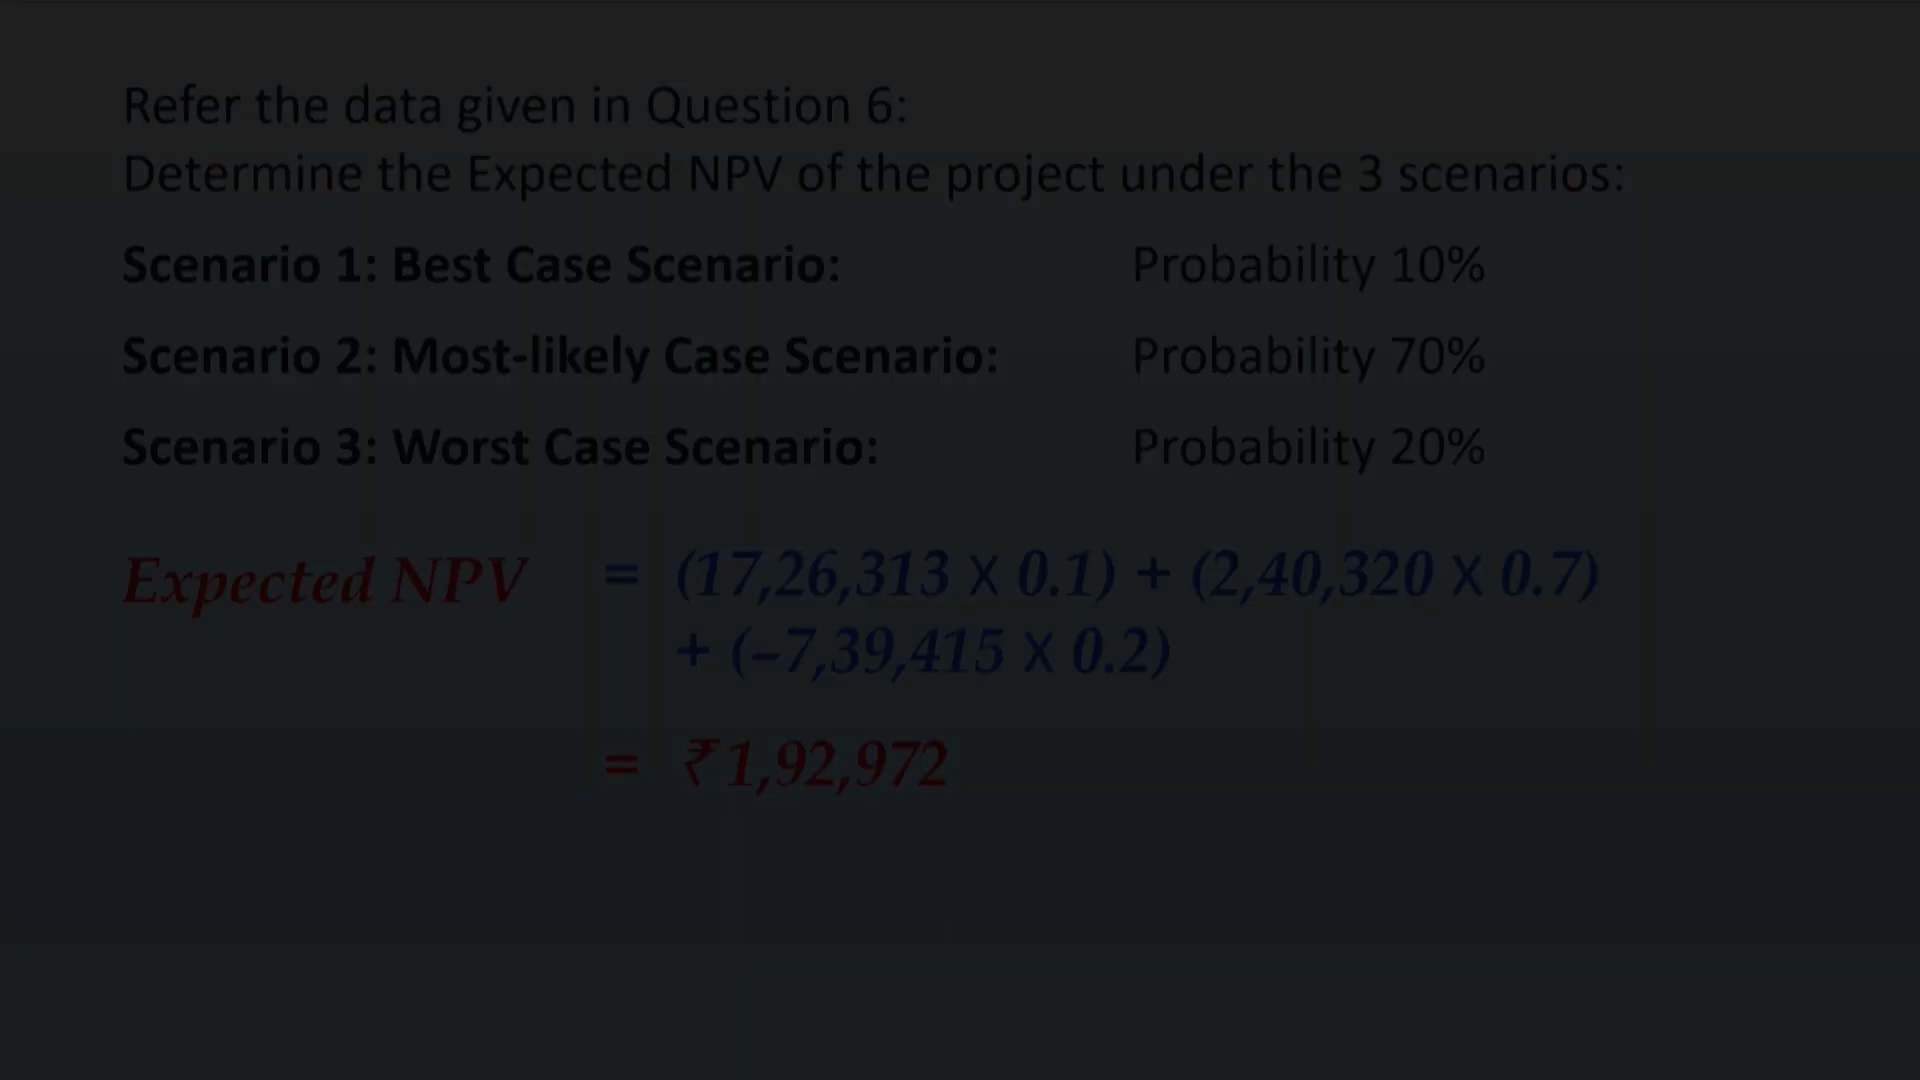 Refer the data given in Question 6:
Determine the Expected NPV of the project under the 3 scenarios:
Scenario 1: Best Case Scenario: Probability 10%
Scenario 2: Most-likely Case Scenario: Probability 70%
Scenario 3: Worst Case Scenario: Probability 20%
Expected NPV = (17,26,313 X 0.1) + (2,40,320 X 0.7)
+ (–7,39,415 X 0.2)
= ₹1,92,972